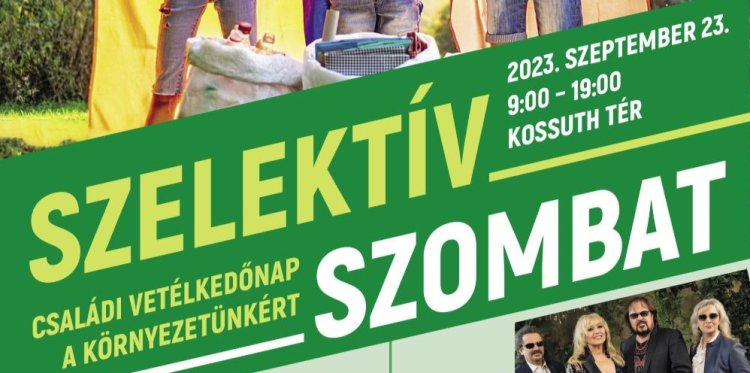 2023. SZEPTEMBER 23.
9:00 – 19:00
KOSSUTH TÉR
SZELEKTÍV
SZOMBAT
CSALÁDI VETÉLKEDŐNAP
A KÖRNYEZETÜNKÉRT